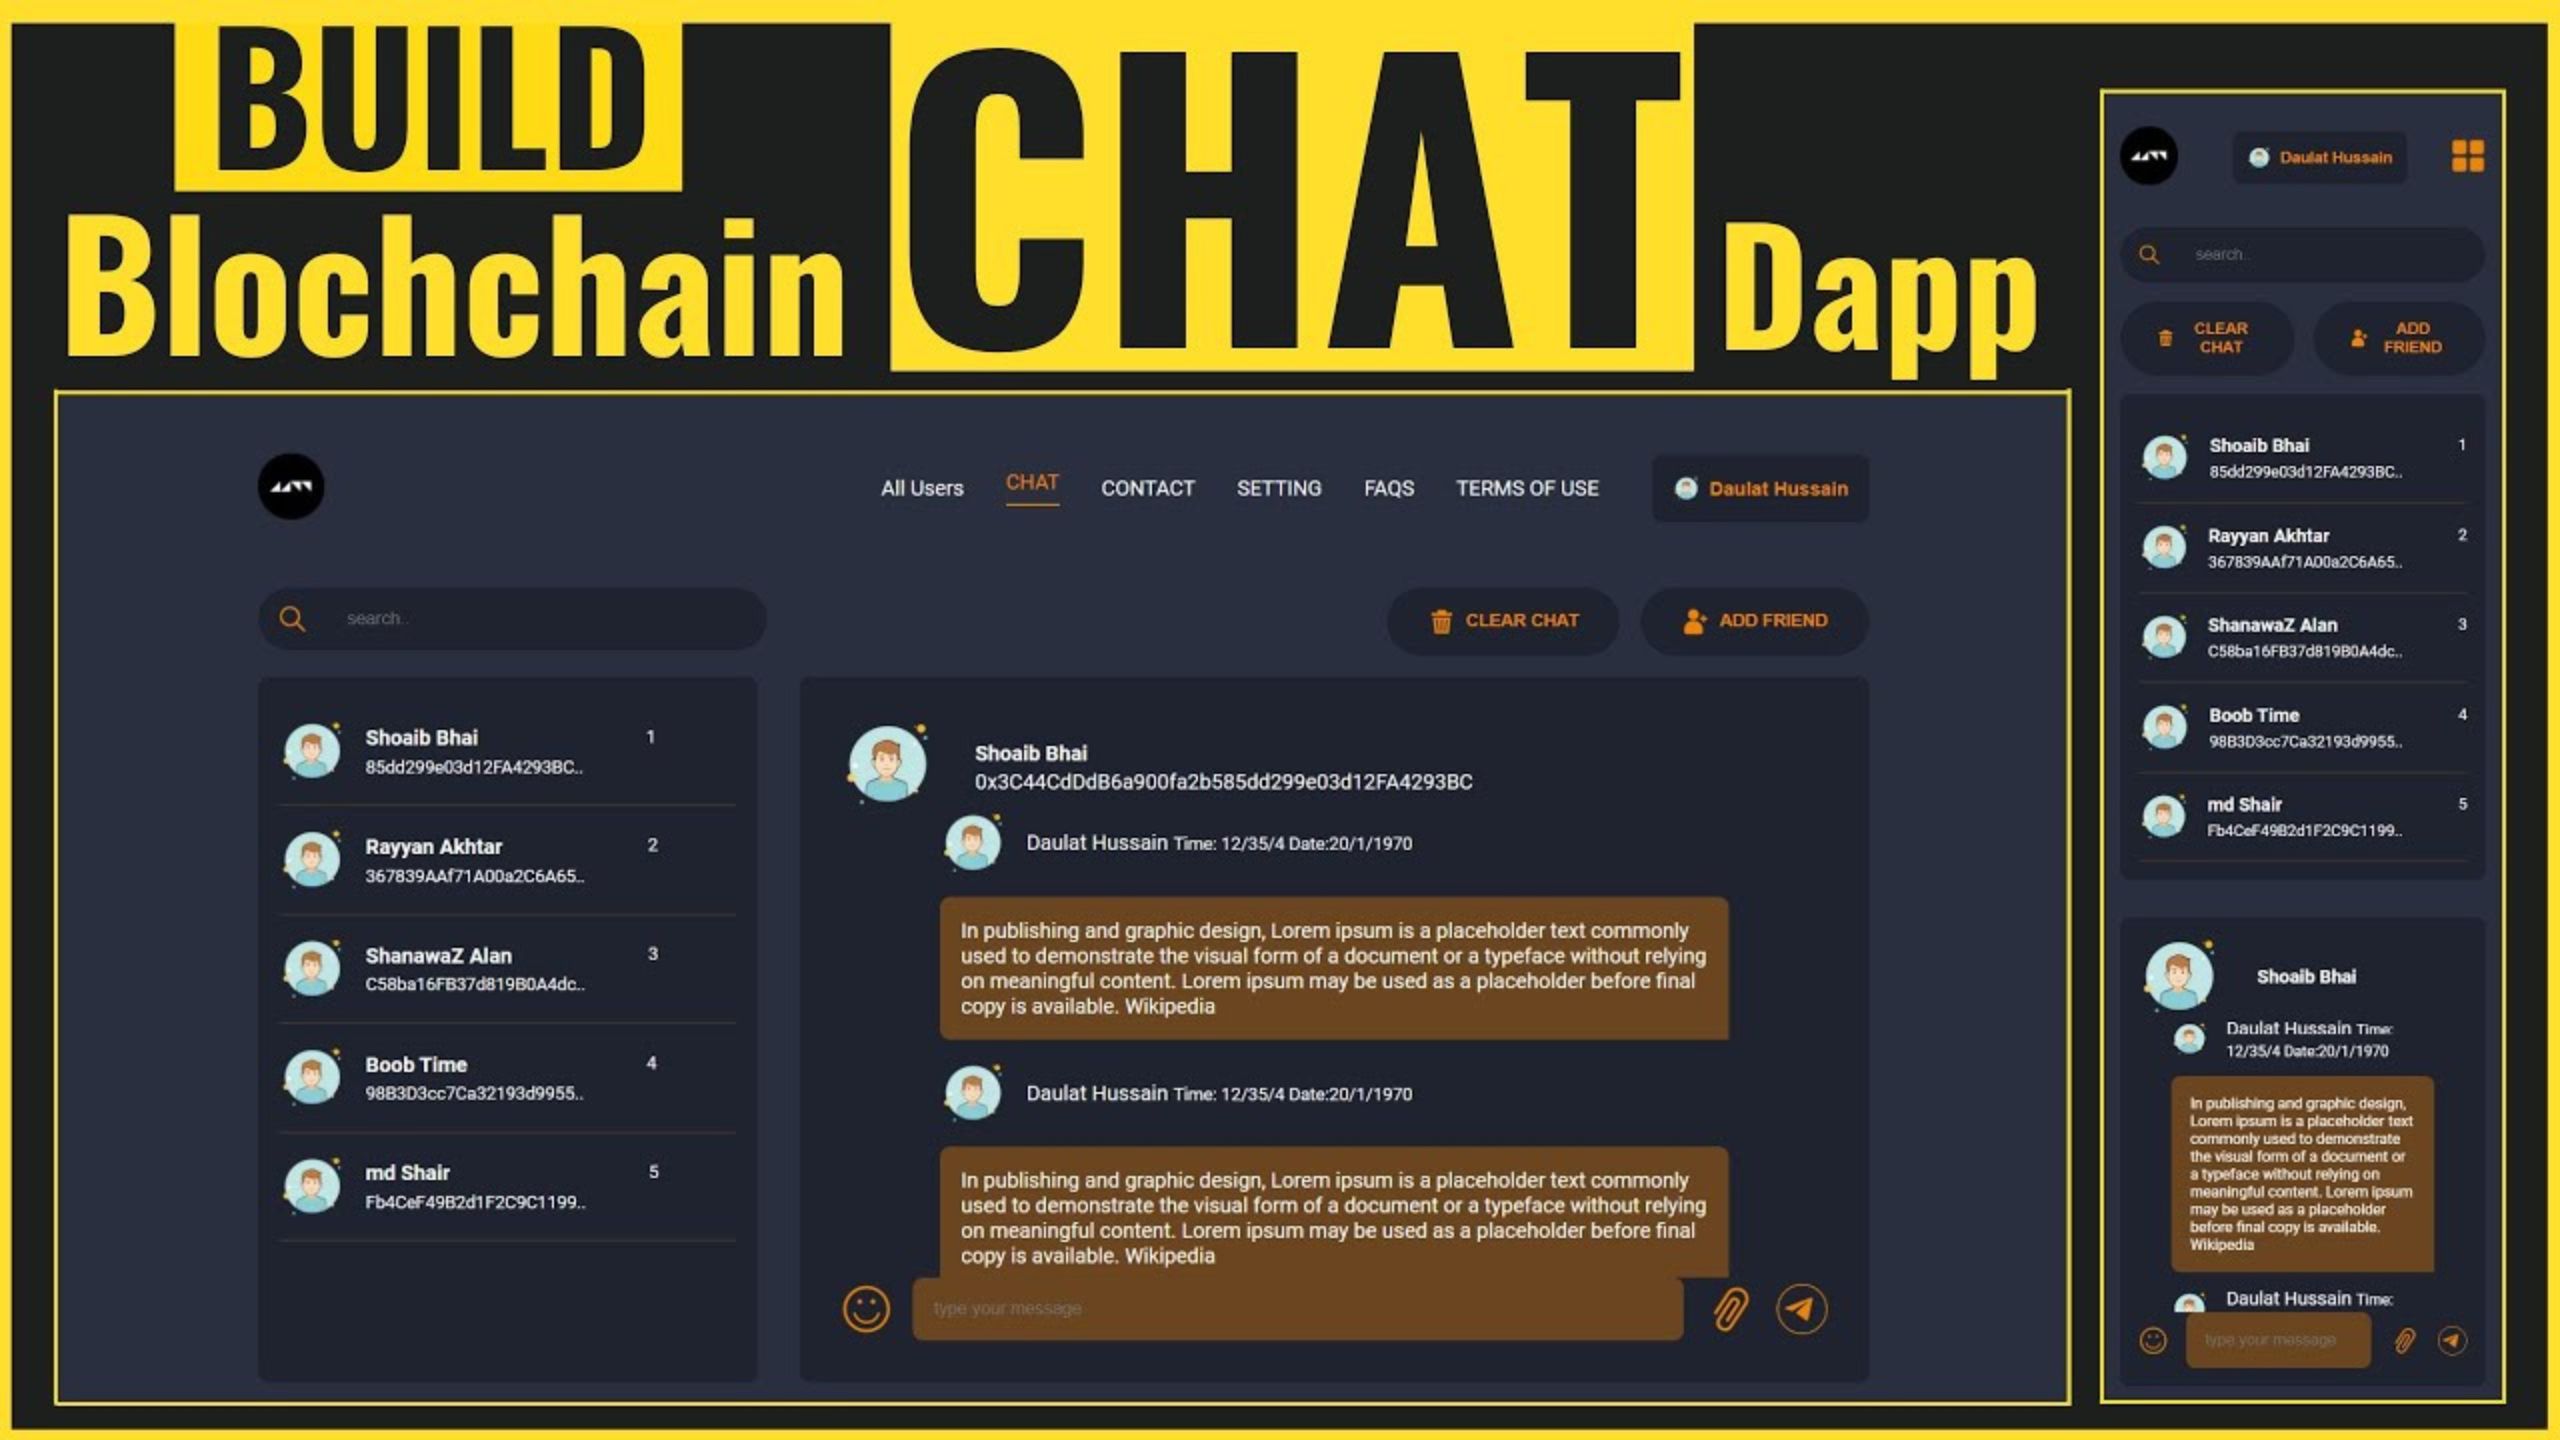 BUILD
Blochchain
CHAT
Dapp
All Users CHAT CONTACT SETTING FAQS TERMS OF USE Daulat Hussain
search..
CLEAR CHAT ADD FRIEND
Shoaib Bhai 1
85dd299e03d12FA4293BC..
Rayyan Akhtar 2
367839AAf71A00a2C6A65..
ShanawaZ Alan 3
C58ba16FB37d819B0A4dc..
Boob Time 4
98B3D3cc7Ca32193d9955..
md Shair 5
Fb4CeF49B2d1F2C9C1199..
Shoaib Bhai
0x3C44CdDdB6a900fa2b585dd299e03d12FA4293BC
Daulat Hussain Time: 12/35/4 Date:20/1/1970
In publishing and graphic design, Lorem ipsum is a placeholder text commonly
used to demonstrate the visual form of a document or a typeface without relying
on meaningful content. Lorem ipsum may be used as a placeholder before final
copy is available. Wikipedia
Daulat Hussain Time: 12/35/4 Date:20/1/1970
In publishing and graphic design, Lorem ipsum is a placeholder text commonly
used to demonstrate the visual form of a document or a typeface without relying
on meaningful content. Lorem ipsum may be used as a placeholder before final
copy is available. Wikipedia
type your message
Daulat Hussain
search..
CLEAR
CHAT
ADD
FRIEND
Shoaib Bhai 1
85dd299e03d12FA4293BC..
Rayyan Akhtar 2
367839AAf71A00a2C6A65..
ShanawaZ Alan 3
C58ba16FB37d819B0A4dc..
Boob Time 4
98B3D3cc7Ca32193d9955..
md Shair 5
Fb4CeF49B2d1F2C9C1199..
Shoaib Bhai
Daulat Hussain Time:
12/35/4 Date:20/1/1970
In publishing and graphic design,
Lorem ipsum is a placeholder text
commonly used to demonstrate
the visual form of a document or
a typeface without relying on
meaningful content. Lorem ipsum
may be used as a placeholder
before final copy is available.
Wikipedia
Daulat Hussain Time:
type your message